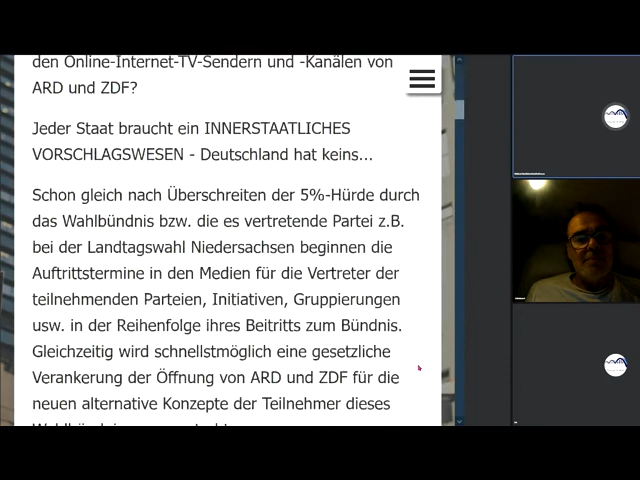 den Online-Internet-TV-Sendern und -Kanälen von
ARD und ZDF?
Jeder Staat braucht ein INNERSTAATLICHES
VORSCHLAGSWESEN - Deutschland hat keins...
Schon gleich nach Überschreiten der 5%-Hürde durch
das Wahlbündnis bzw. die es vertretende Partei z.B.
bei der Landtagswahl Niedersachsen beginnen die
Auftrittstermine in den Medien für die Vertreter der
teilnehmenden Parteien, Initiativen, Gruppierungen
usw. in der Reihenfolge ihres Beitritts zum Bündnis.
Gleichzeitig wird schnellstmöglich eine gesetzliche
Verankerung der Öffnung von ARD und ZDF für die
neuen alternative Konzepte der Teilnehmer dieses